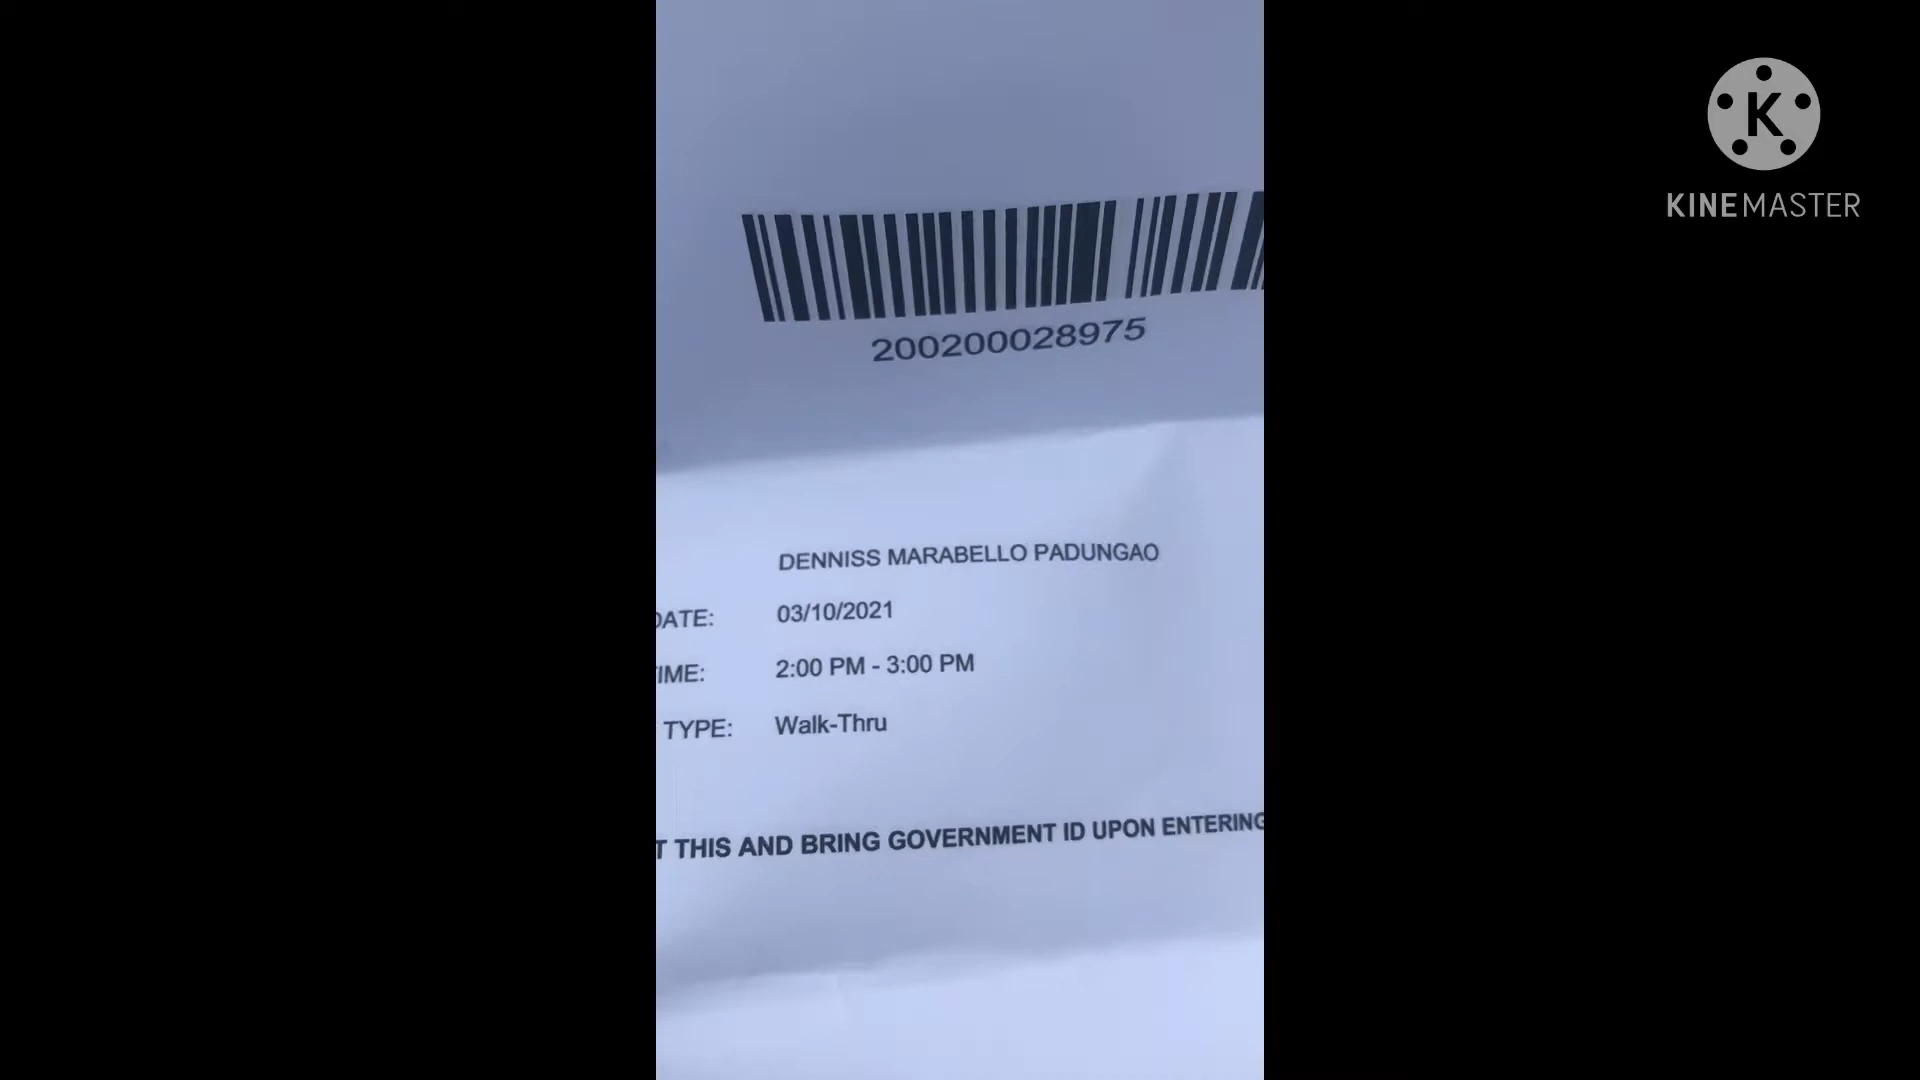 K
KINEMASTER
200200028975
DENNISS MARABELLO PADUNGAO
DATE: 03/10/2021
TIME: 2:00 PM - 3:00 PM
TYPE: Walk-Thru
T THIS AND BRING GOVERNMENT ID UPON ENTERING